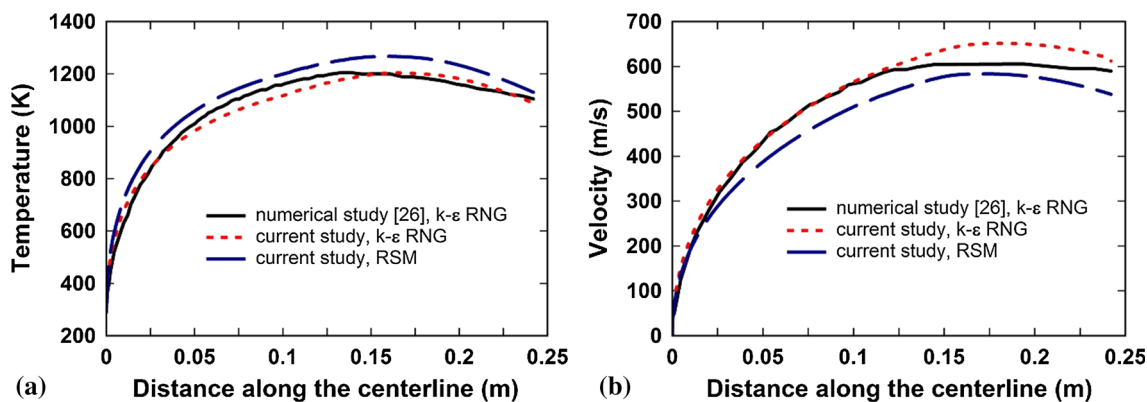 1400
1200
1000
800
600
400
200
Temperature (K)
numerical study [26], k-ε RNG
current study, k-ε RNG
current study, RSM
0 0.05 0.1 0.15 0.2 0.25
(a) Distance along the centerline (m)
700
600
500
400
300
200
100
0
Velocity (m/s)
numerical study [26], k-ε RNG
current study, k-ε RNG
current study, RSM
0 0.05 0.1 0.15 0.2 0.25
(b) Distance along the centerline (m)